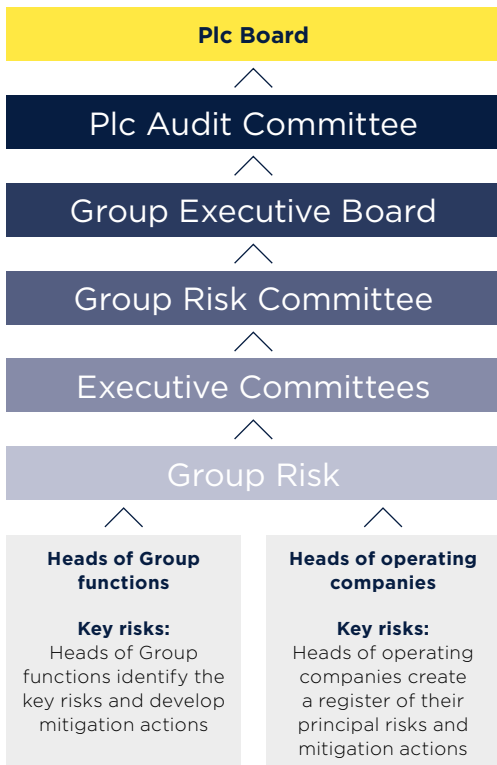 Plc Board
Plc Audit Committee
Group Executive Board
Group Risk Committee
Executive Committees
Group Risk
Heads of Group
functions
Key risks:
Heads of Group
functions identify the
key risks and develop
mitigation actions
Heads of operating
companies
Key risks:
Heads of operating
companies create
a register of their
principal risks and
mitigation actions